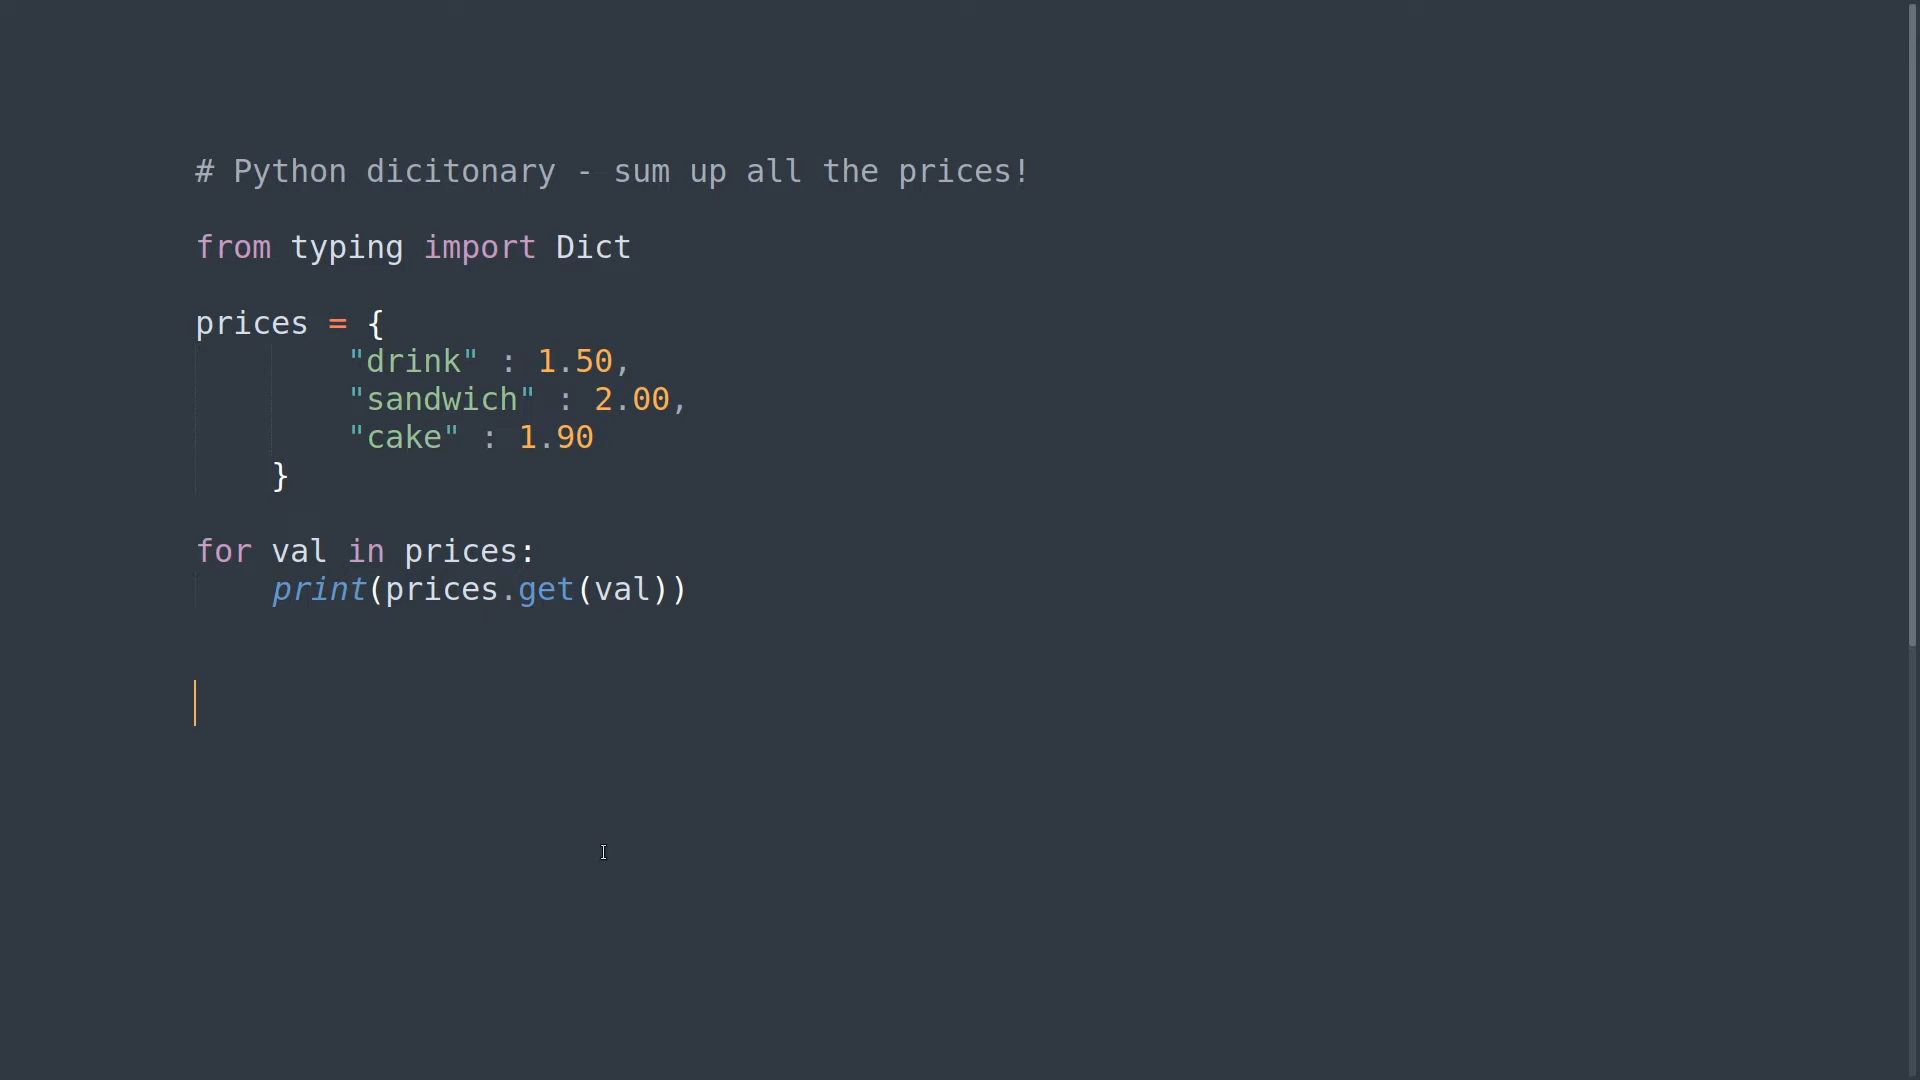 # Python dicitonary - sum up all the prices!
from typing import Dict
prices = {
"drink" : 1.50,
"sandwich" : 2.00,
"cake" : 1.90
}
for val in prices:
print(prices.get(val))